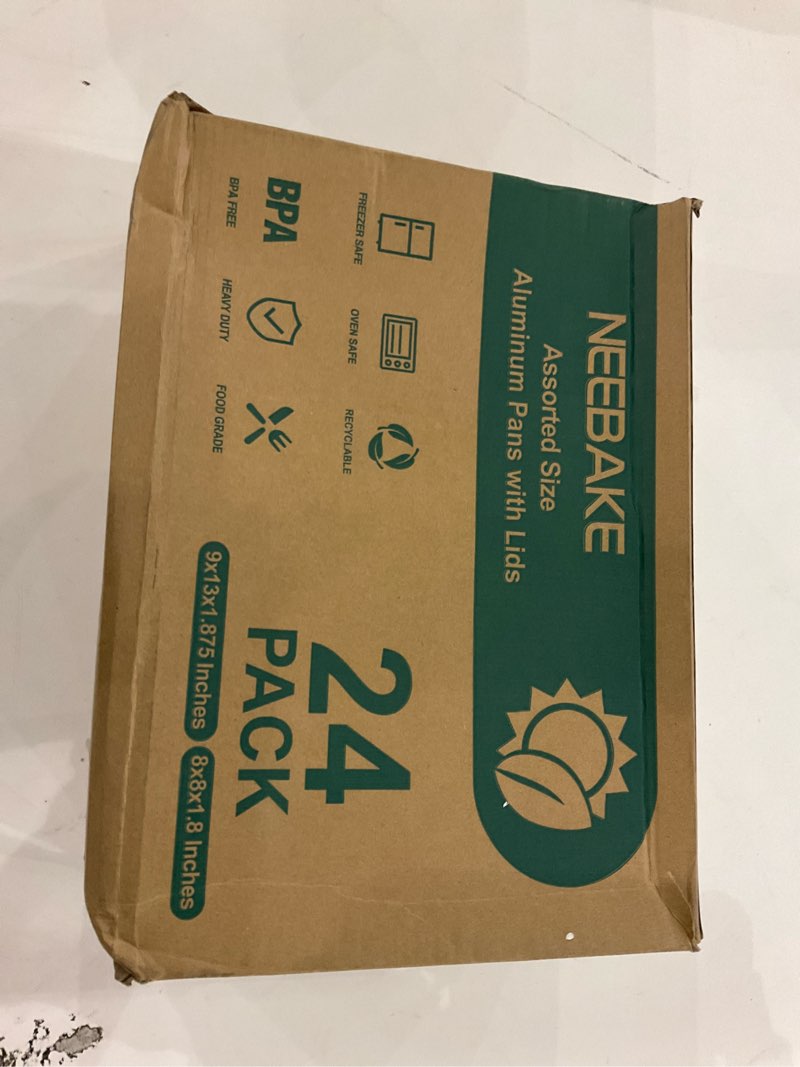 NEEBAKE
Assorted Size
Aluminum Pans with Lids
FREEZER SAFE
OVEN SAFE
RECYCLABLE
BPA
BPA FREE
HEAVY DUTY
FOOD GRADE
24
PACK
9x13x1.875 Inches
8x8x1.8 Inches